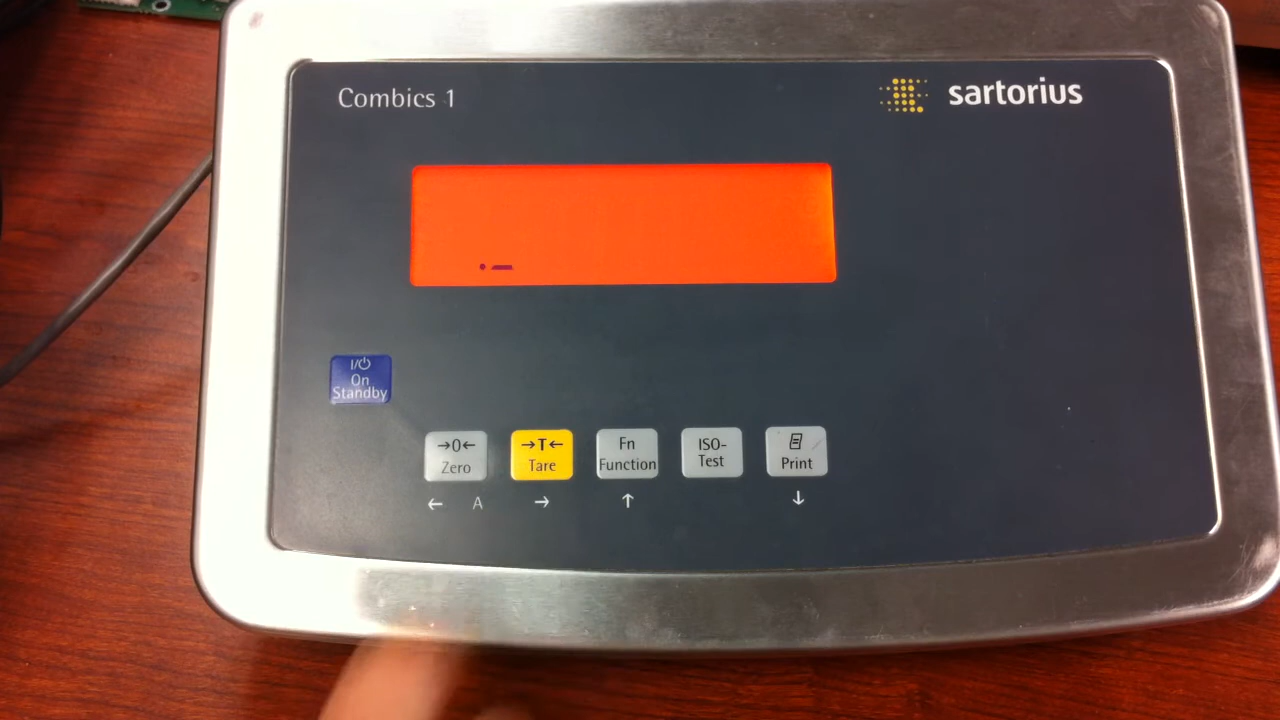 Combics 1
sartorius
._
I/⏻
On
Standby
→0←
Zero
→T←
Tare
Fn
Function
ISO-
Test
Print
← A → ↑ ↓